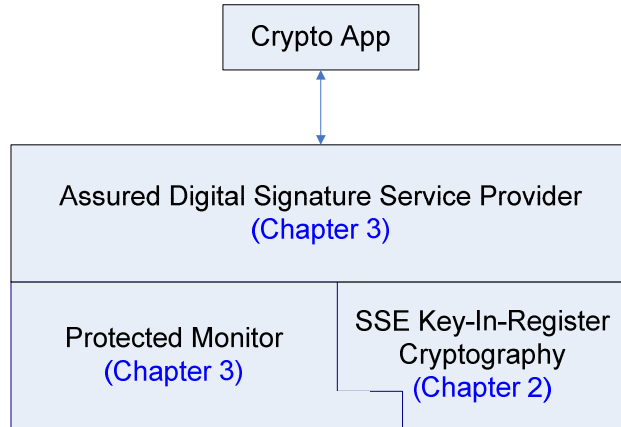 Crypto App
Assured Digital Signature Service Provider
(Chapter 3)
Protected Monitor
(Chapter 3)
SSE Key-In-Register
Cryptography
(Chapter 2)